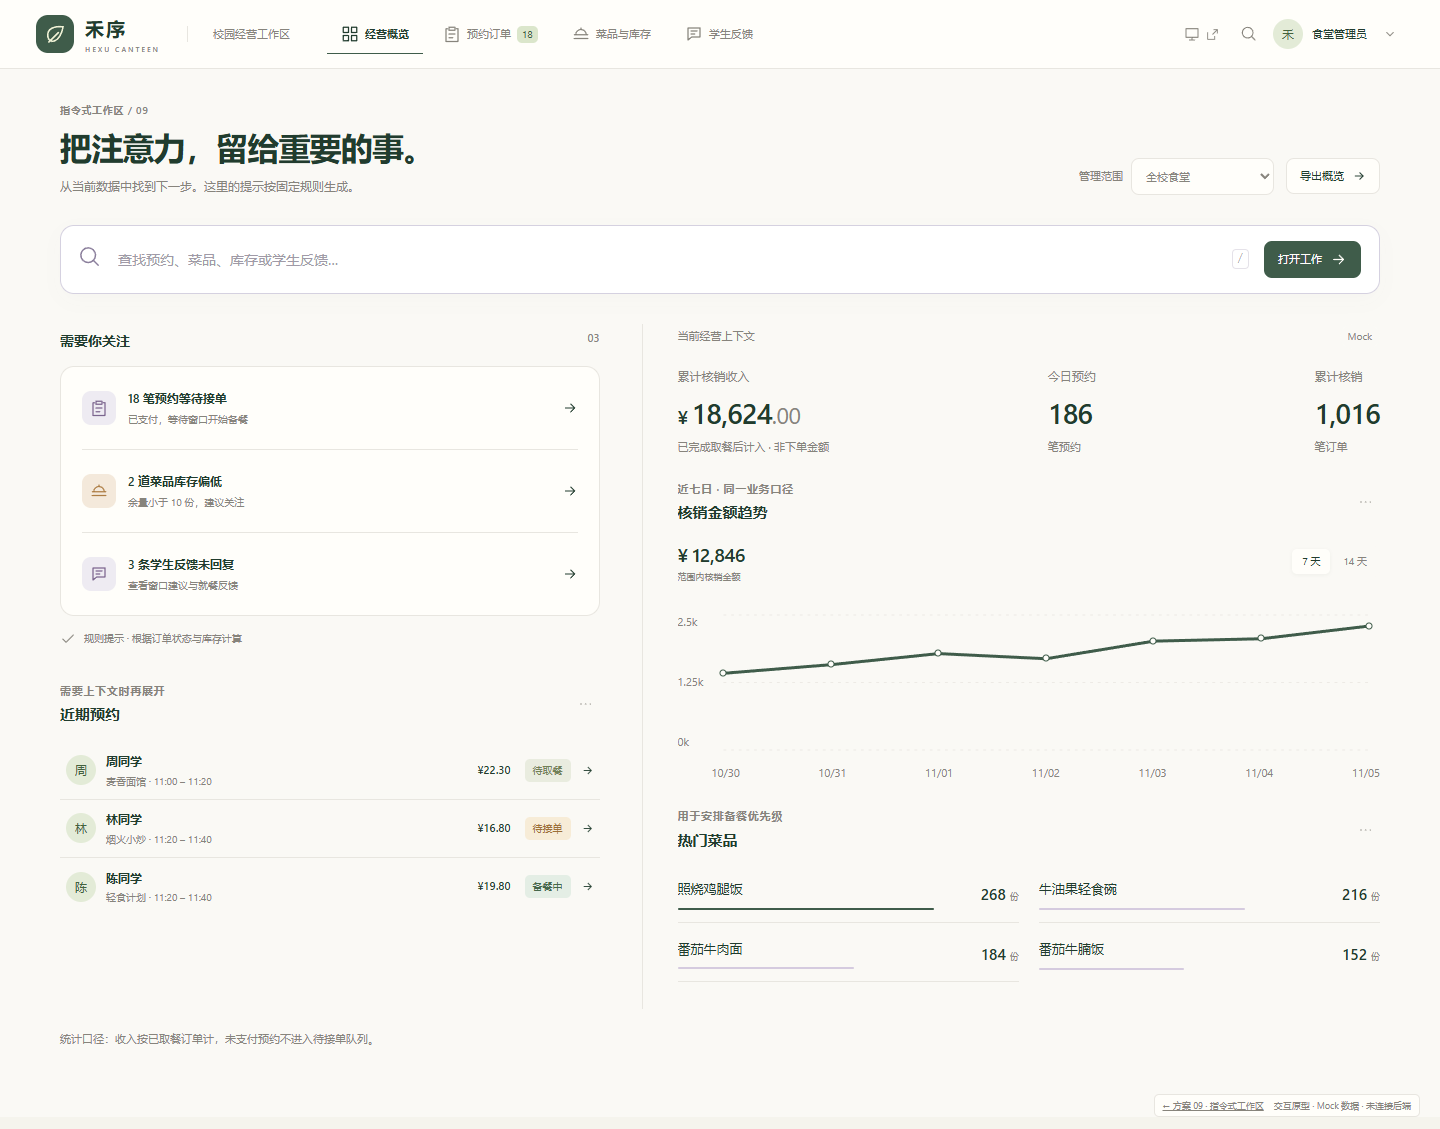 禾序
HEXU CANTEEN
校园经营工作区
经营概览
预约订单 18
菜品与库存
学生反馈
禾 食堂管理员
指令式工作区 / 09
把注意力，留给重要的事。
从当前数据中找到下一步。这里的提示按固定规则生成。
管理范围 全校食堂
导出概览 →
查找预约、菜品、库存或学生反馈...
/
打开工作 →
需要你关注 03
18 笔预约等待接单
已支付，等待窗口开始备餐
2 道菜品库存偏低
余量小于 10 份，建议关注
3 条学生反馈未回复
查看窗口建议与就餐反馈
规则提示 · 根据订单状态与库存计算
需要上下文时再展开
近期预约
...
周 周同学
麦香面馆 · 11:00 – 11:20
¥22.30 待取餐 →
林 林同学
烟火小炒 · 11:20 – 11:40
¥16.80 待接单 →
陈 陈同学
轻食计划 · 11:20 – 11:40
¥19.80 备餐中 →
当前经营上下文 Mock
累计核销收入
¥ 18,624.00
已完成取餐后计入 · 非下单金额
今日预约
186
笔预约
累计核销
1,016
笔订单
近七日 · 同一业务口径
核销金额趋势
...
¥ 12,846
范围内核销金额
7 天 14 天
2.5k
1.25k
0k
10/30 10/31 11/01 11/02 11/03 11/04 11/05
用于安排备餐优先级
热门菜品
...
照烧鸡腿饭 268 份
牛油果轻食碗 216 份
番茄牛肉面 184 份
番茄牛腩饭 152 份
统计口径：收入按已取餐订单计，未支付预约不进入待接单队列。
← 方案 09 · 指令式工作区 交互原型 · Mock 数据 · 未连接后端